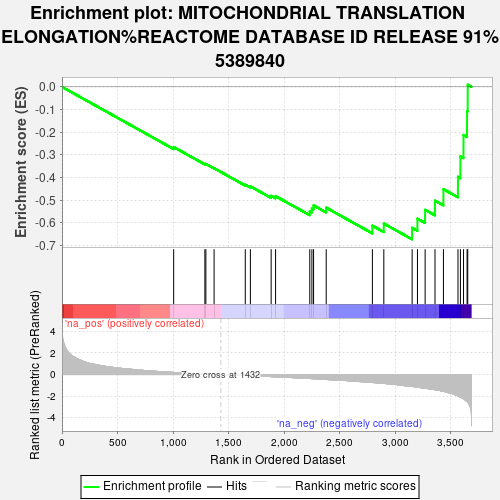 Enrichment plot: MITOCHONDRIAL TRANSLATION
ELONGATION%REACTOME DATABASE ID RELEASE 91%
5389840
Enrichment score (ES)
0.0
-0.1
-0.2
-0.3
-0.4
-0.5
-0.6
-0.7
'na_pos' (positively correlated)
Ranked list metric (PreRanked)
4
2
0
-2
-4
Zero cross at 1432
'na_neg' (negatively correlated)
0
500
1,000
1,500
2,000
2,500
3,000
3,500
Rank in Ordered Dataset
Enrichment profile
Hits
Ranking metric scores